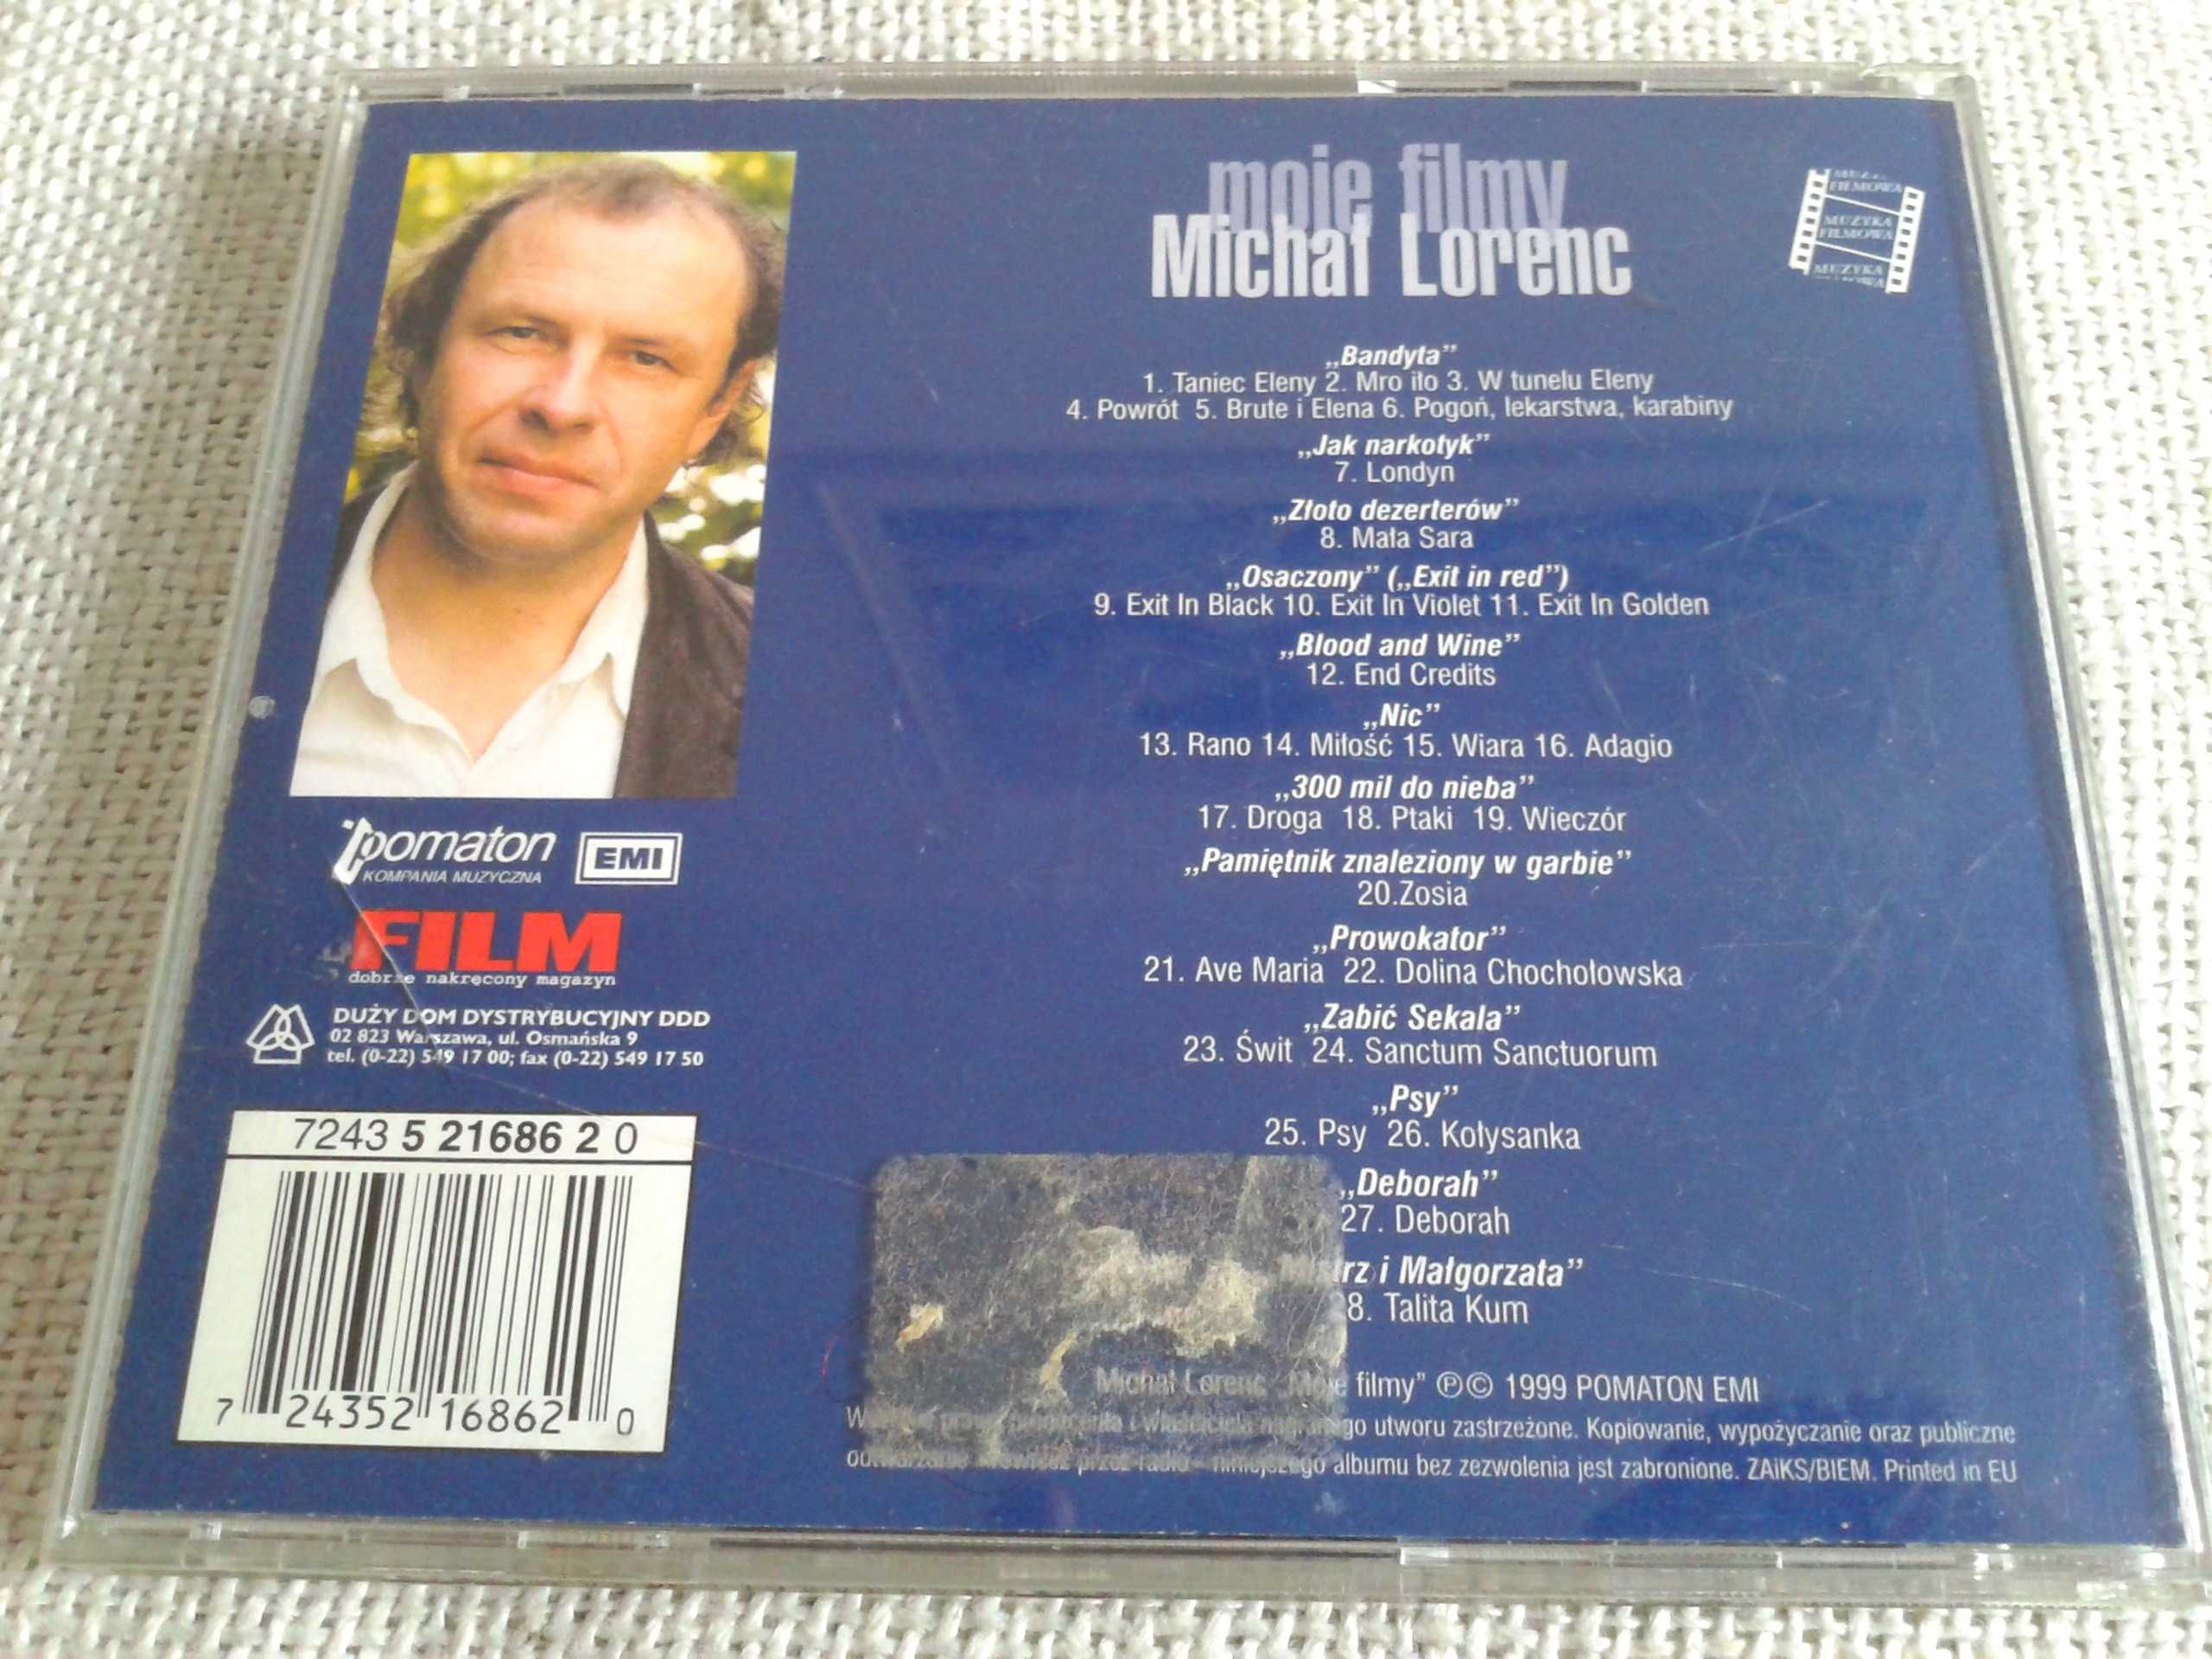 moje filmy
Michał Lorenc
MUZYKA
FILMOWA
MUZYKA
„Bandyta”
1. Taniec Eleny 2. Mro ilo 3. W tunelu Eleny
4. Powrót 5. Brute i Elena 6. Pogoń, lekarstwa, karabiny
„Jak narkotyk”
7. Londyn
„Złoto dezerterów”
8. Mała Sara
„Osaczony” („Exit in red”)
9. Exit In Black 10. Exit In Violet 11. Exit In Golden
„Blood and Wine”
12. End Credits
„Nic”
13. Rano 14. Miłość 15. Wiara 16. Adagio
„300 mil do nieba”
17. Droga 18. Ptaki 19. Wieczór
„Pamiętnik znaleziony w garbie”
20.Zosia
„Prowokator”
21. Ave Maria 22. Dolina Chochołowska
„Zabić Sekala”
23. Świt 24. Sanctum Sanctuorum
„Psy”
25. Psy 26. Kołysanka
„Deborah”
27. Deborah
i Małgorzata”
8. Talita Kum
Michał Lorenc „Moje filmy” ℗© 1999 POMATON EMI
utworu zastrzeżone. Kopiowanie, wypożyczanie oraz publiczne
albumu bez zezwolenia jest zabronione. ZAiKS/BIEM. Printed in EU
pomaton
KOMPANIA MUZYCZNA
EMI
FILM
dobrze nakręcony magazyn
DUŻY DOM DYSTRYBUCYJNY DDD
02 823 Warszawa, ul. Osmańska 9
tel. (0-22) 549 17 00; fax (0-22) 549 17 50
7243 5 21686 2 0
7 24352 16862 0